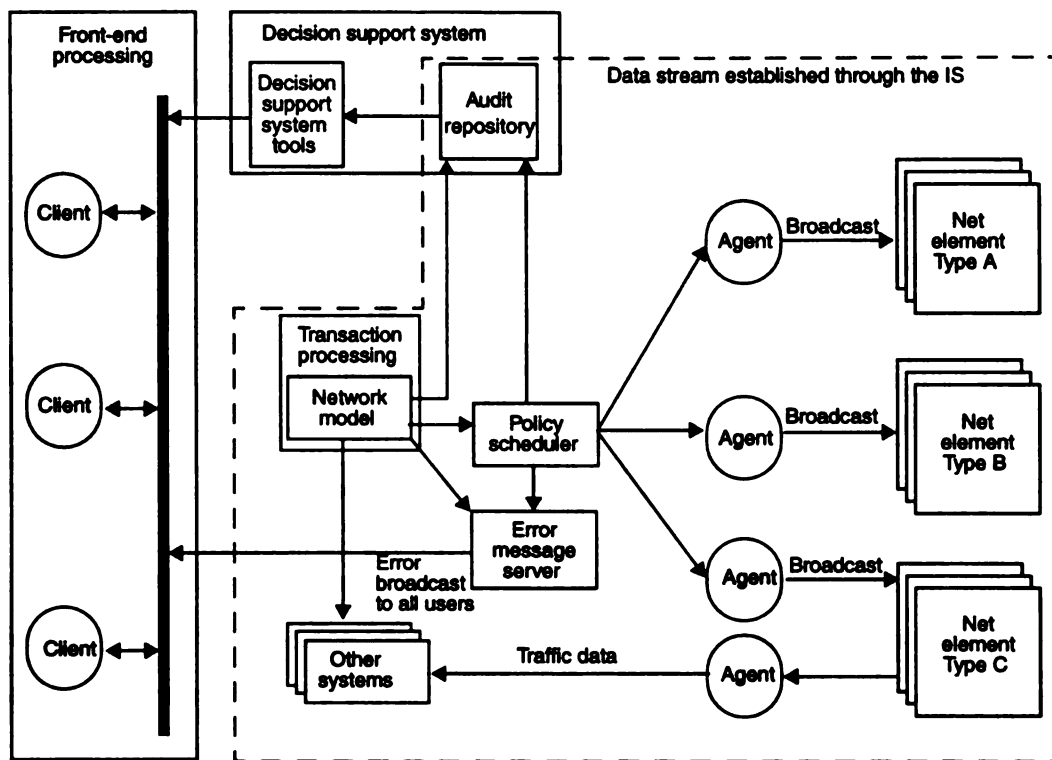 Front-end
processing
Decision support system
Data stream established through the IS
Decision
support
system
tools
Audit
repository
Client
Client
Client
Agent
Broadcast
Net
element
Type A
Transaction
processing
Network
model
Policy
scheduler
Agent
Broadcast
Net
element
Type B
Error
message
server
Error
broadcast
to all users
Agent
Broadcast
Net
element
Type C
Other
systems
Traffic data
Agent